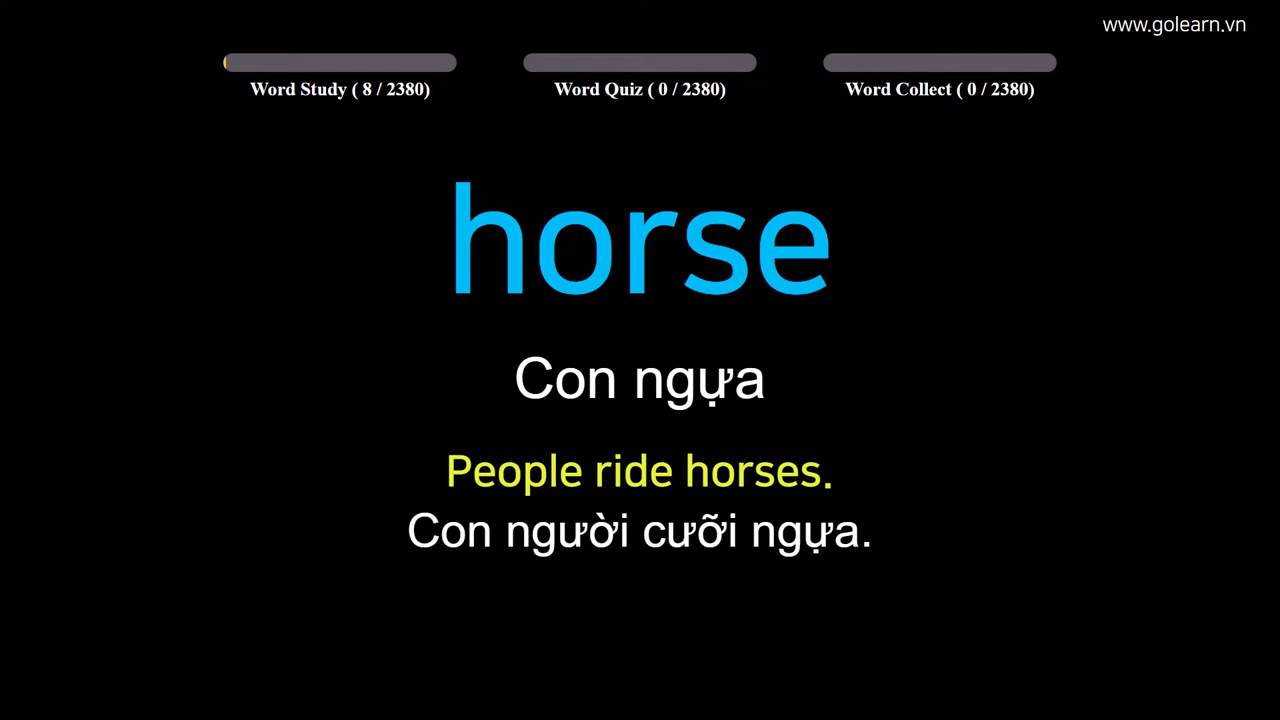 www.golearn.vn
Word Study ( 8 / 2380)
Word Quiz ( 0 / 2380)
Word Collect ( 0 / 2380)
horse
Con ngựa
People ride horses.
Con người cưỡi ngựa.